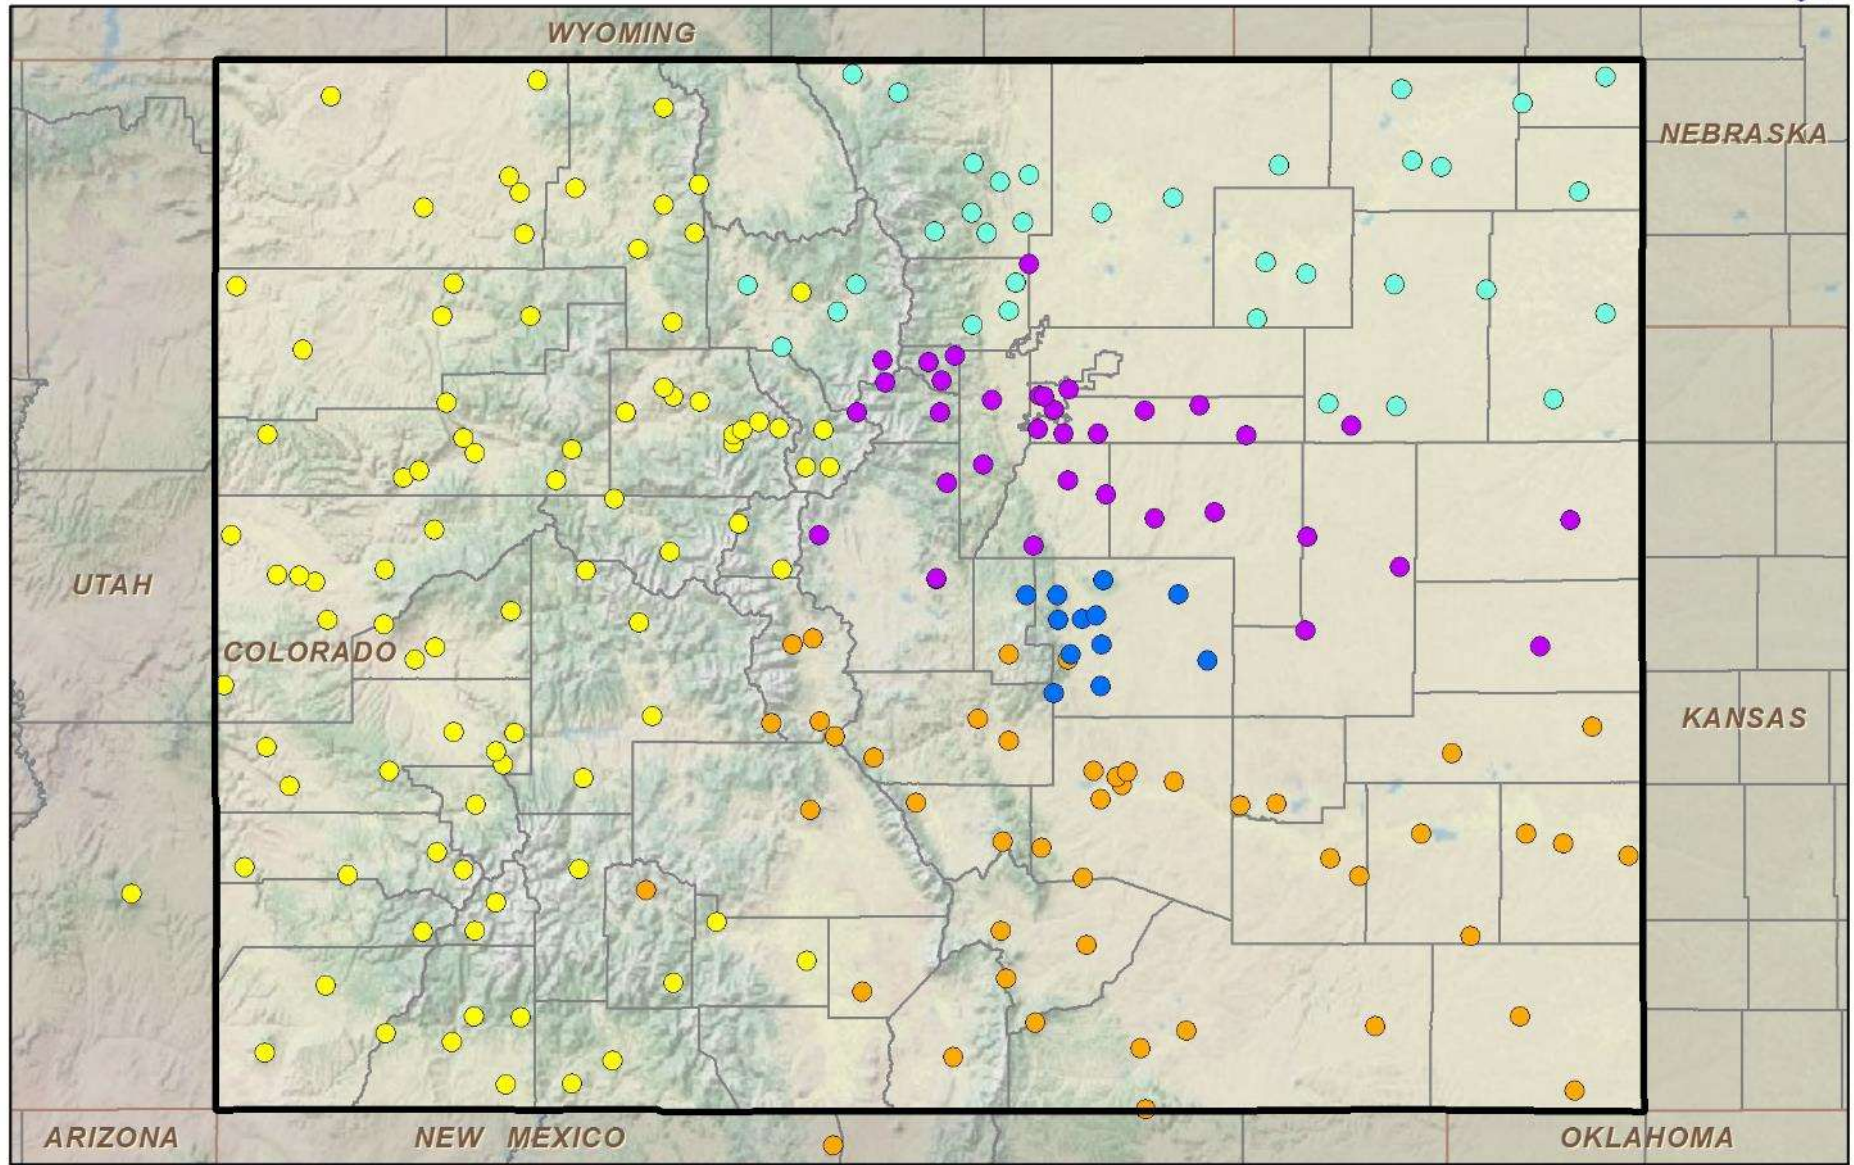 WYOMING
NEBRASKA
UTAH
COLORADO
KANSAS
ARIZONA
NEW MEXICO
OKLAHOMA